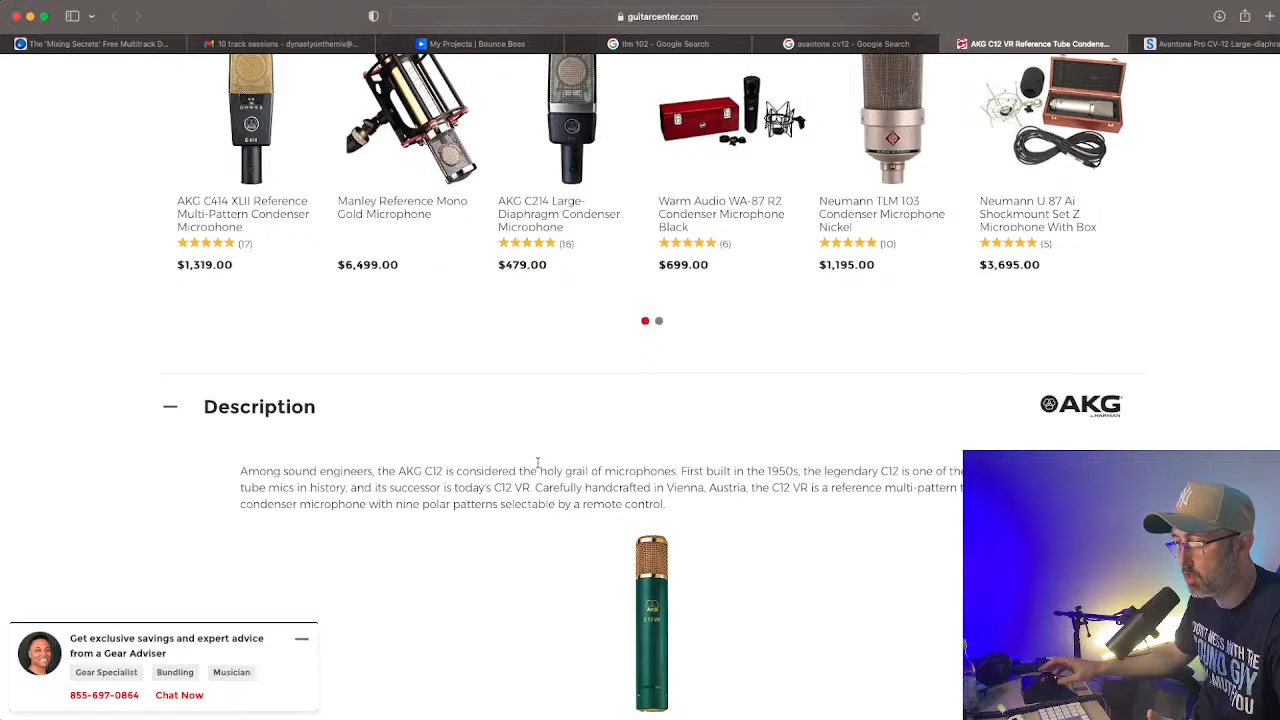 guitarcenter.com
The 'Mixing Secrets' Free Multitrack D...
10 track sessions - dynastyonthemix@...
My Projects | Bounce Boss
tlm 102 - Google Search
avantone cv12 - Google Search
AKG C12 VR Reference Tube Condens...
Avantone Pro CV-12 Large-diaphra
AKG C414 XLII Reference
Multi-Pattern Condenser
Microphone
(17)
$1,319.00
Manley Reference Mono
Gold Microphone
$6,499.00
AKG C214 Large-
Diaphragm Condenser
Microphone
(16)
$479.00
Warm Audio WA-87 R2
Condenser Microphone
Black
(6)
$699.00
Neumann TLM 103
Condenser Microphone
Nickel
(10)
$1,195.00
Neumann U 87 Ai
Shockmount Set Z
Microphone With Box
(5)
$3,695.00
Description
AKG
Among sound engineers, the AKG C12 is considered the holy grail of microphones. First built in the 1950s, the legendary C12 is one of the
tube mics in history, and its successor is today's C12 VR. Carefully handcrafted in Vienna, Austria, the C12 VR is a reference multi-pattern t
condenser microphone with nine polar patterns selectable by a remote control.
AKG
C 12 VR
Get exclusive savings and expert advice
from a Gear Adviser
Gear Specialist
Bundling
Musician
855-697-0864
Chat Now